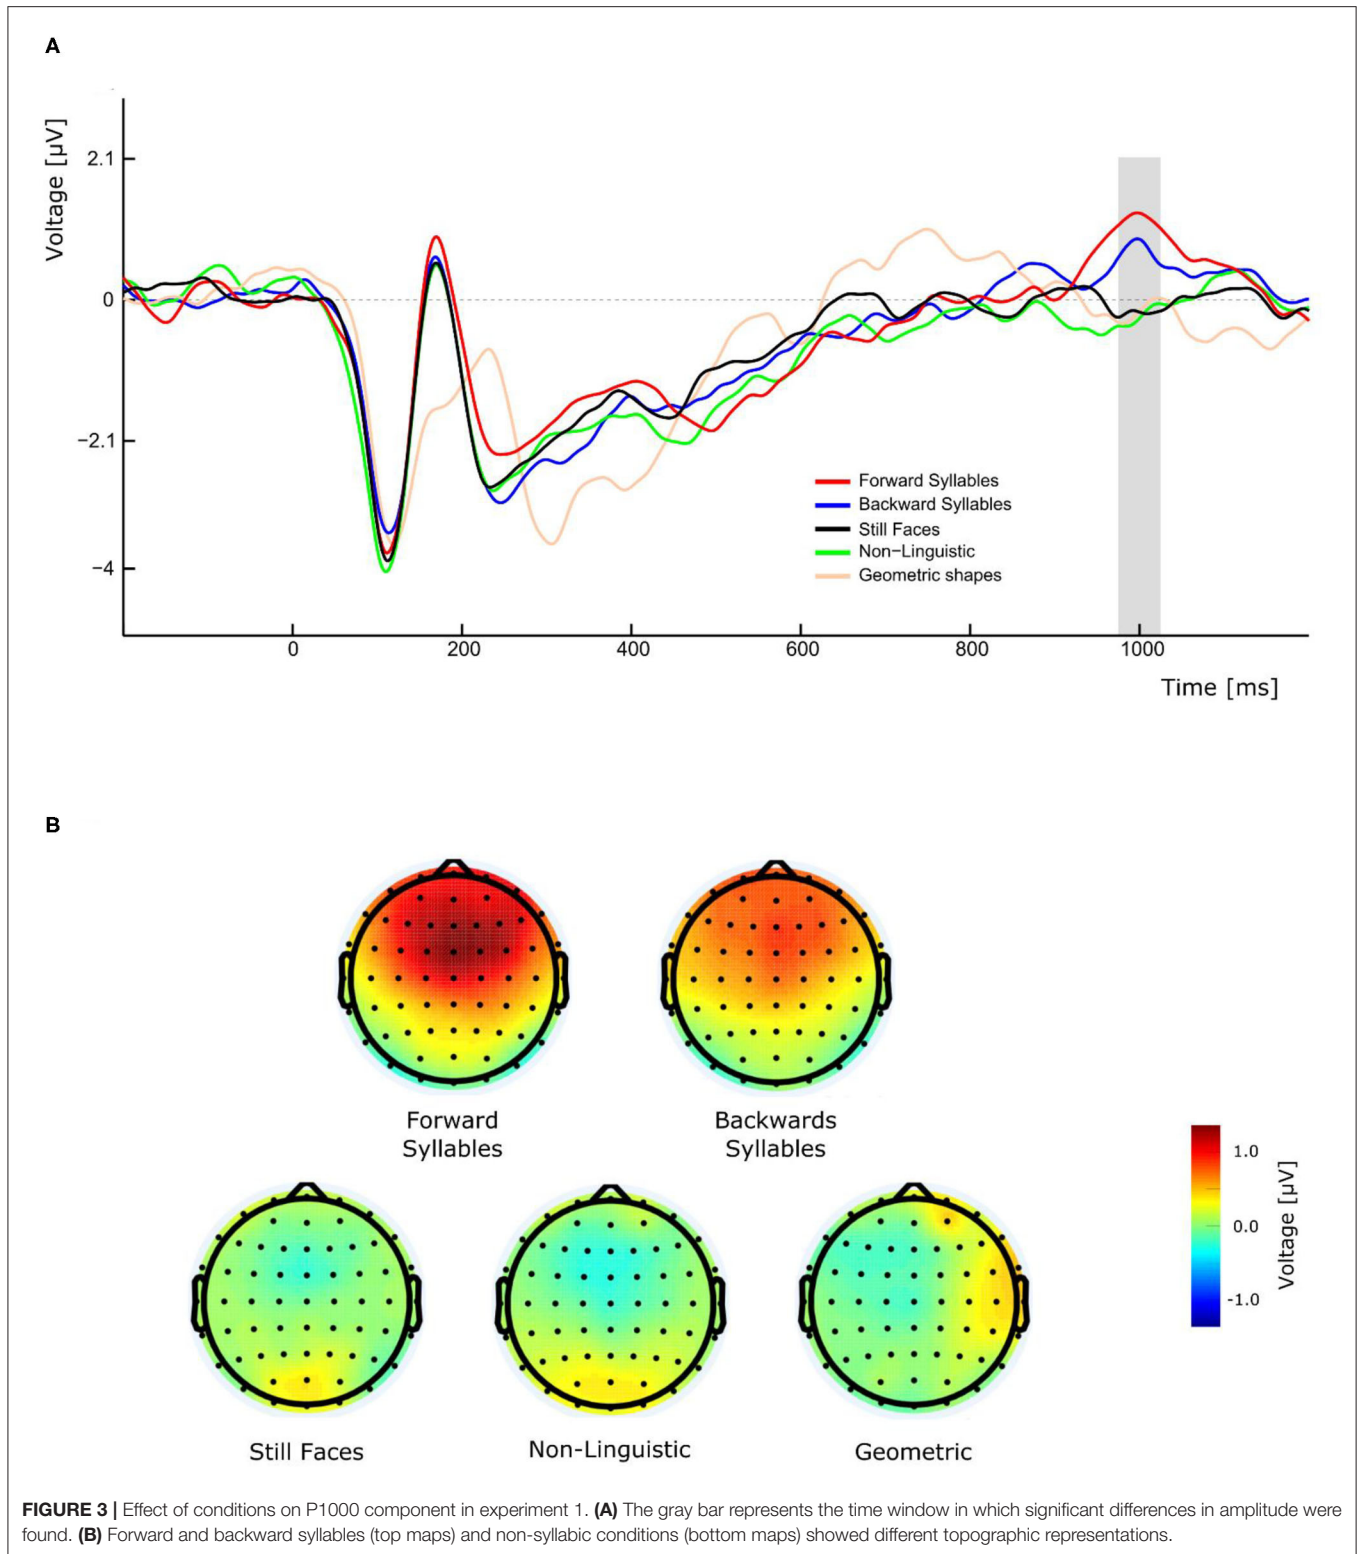 A
Voltage [µV]
2.1
0
−2.1
−4
Forward Syllables
Backward Syllables
Still Faces
Non−Linguistic
Geometric shapes
0 200 400 600 800 1000
Time [ms]
B
Forward
Syllables
Backwards
Syllables
1.0
0.0
-1.0
Voltage [µV]
Still Faces
Non-Linguistic
Geometric
FIGURE 3 | Effect of conditions on P1000 component in experiment 1. (A) The gray bar represents the time window in which significant differences in amplitude were
found. (B) Forward and backward syllables (top maps) and non-syllabic conditions (bottom maps) showed different topographic representations.